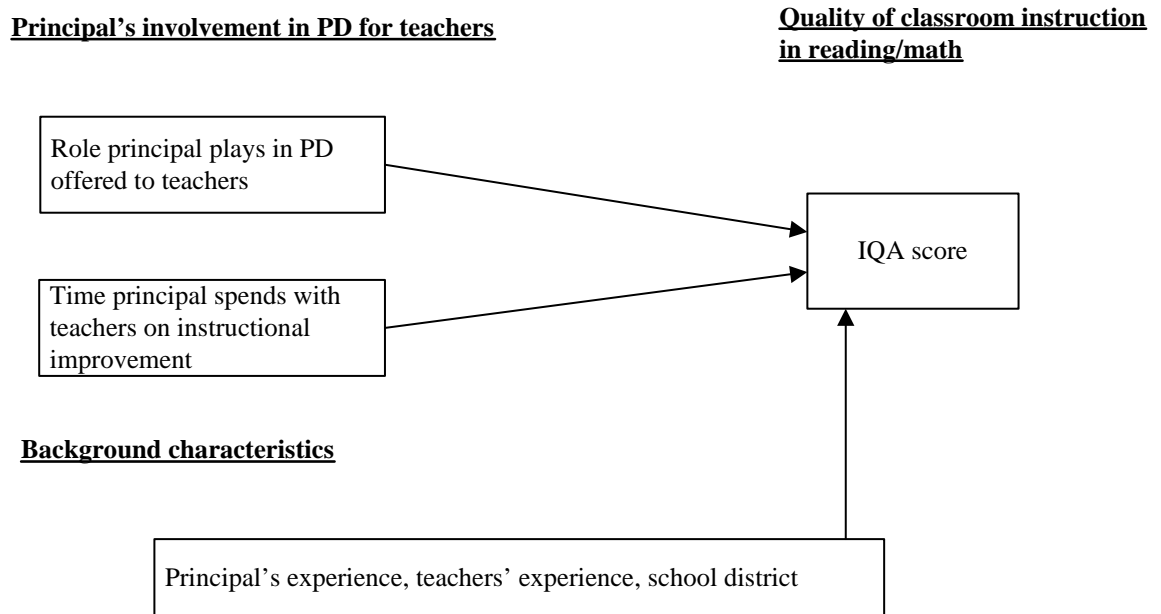 Principal’s involvement in PD for teachers
Quality of classroom instruction
in reading/math
Role principal plays in PD
offered to teachers
IQA score
Time principal spends with
teachers on instructional
improvement
Background characteristics
Principal’s experience, teachers’ experience, school district